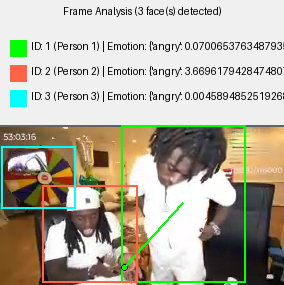 Frame Analysis (3 face(s) detected)
ID: 1 (Person 1) | Emotion: {'angry': 0.070065376348793
ID: 2 (Person 2) | Emotion: {'angry': 3.669617942847480
ID: 3 (Person 3) | Emotion: {'angry': 0.004589485251926
53:03:16